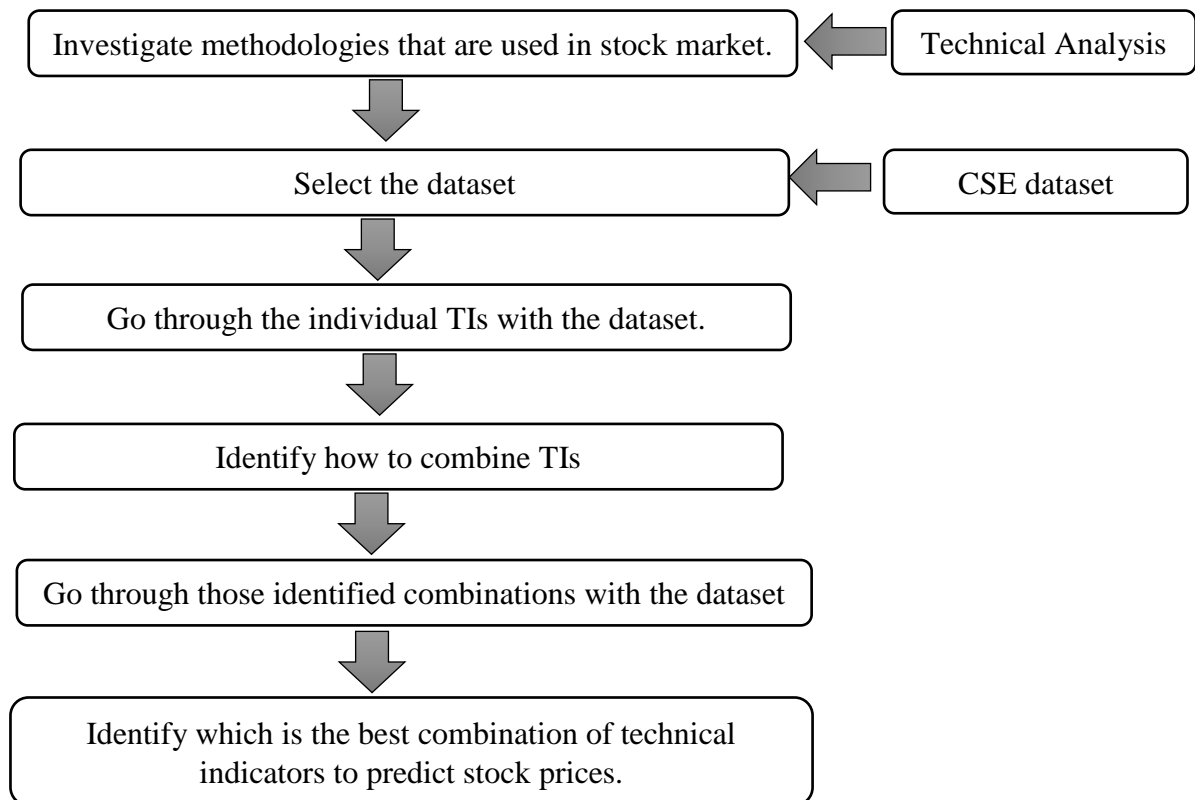 Investigate methodologies that are used in stock market.
Technical Analysis
Select the dataset
CSE dataset
Go through the individual TIs with the dataset.
Identify how to combine TIs
Go through those identified combinations with the dataset
Identify which is the best combination of technical
indicators to predict stock prices.